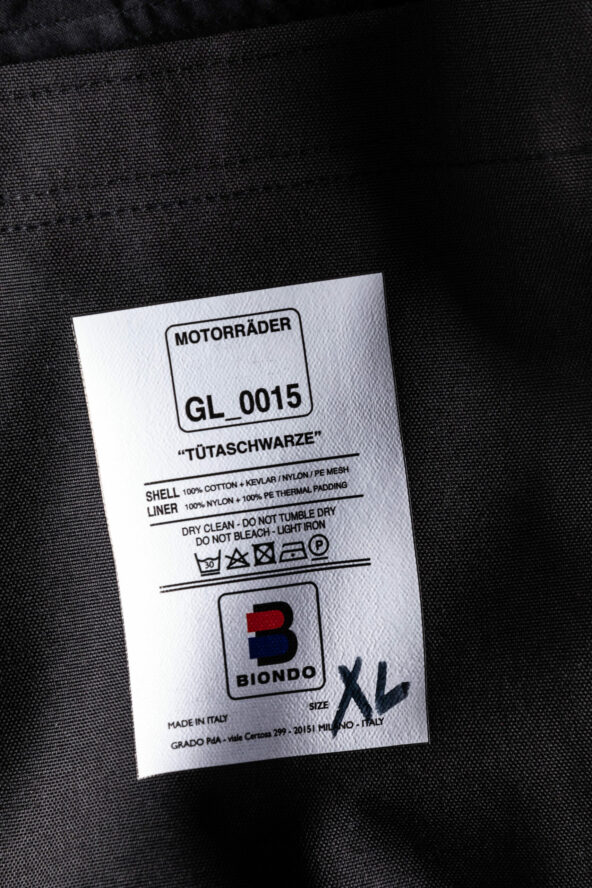 MOTORRÄDER
GL_0015
“TÜTASCHWARZE”
SHELL 100% COTTON + KEVLAR / NYLON / PE MESH
LINER 100% NYLON + 100% PE THERMAL PADDING
DRY CLEAN - DO NOT TUMBLE DRY
DO NOT BLEACH - LIGHT IRON
30 P
B
BIONDO
SIZE XL
MADE IN ITALY
GRADO PdA - viale Certosa 299 - 20151 MILANO - ITALY